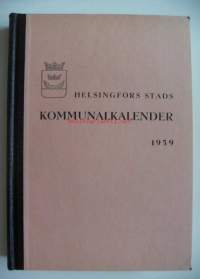 HELSINGFORS STADS
KOMMUNALKALENDER
1959